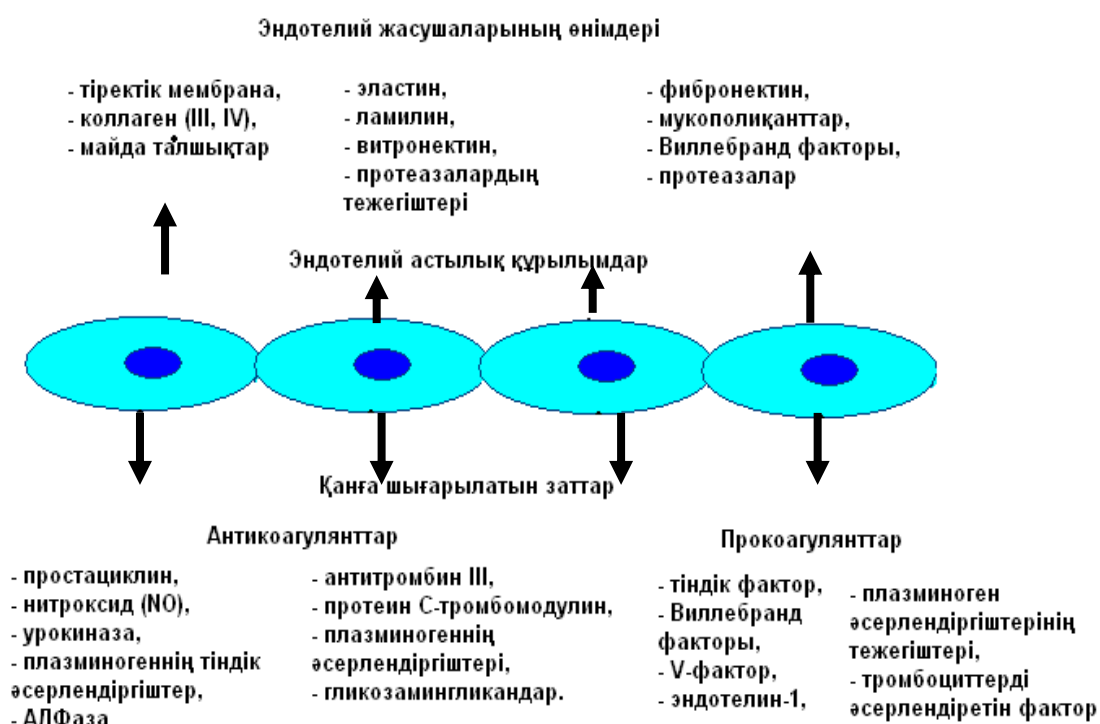 Эндотелий жасушаларының өнімдері
- тіректік мембрана,
- коллаген (III, IV),
- майда талшықтар
- эластин,
- ламилин,
- витронектин,
- протеазалардың
тежегіштері
- фибронектин,
- мукополиқанттар,
- Виллебранд факторы,
- протеазалар
Эндотелий астылық құрылымдар
Қанға шығарылатын заттар
Антикоагулянттар
- простациклин,
- нитроксид (NO),
- урокиназа,
- плазминогеннің тіндік
әсерлендіргіштер,
- АДФаза
- антитромбин III,
- протеин С-тромбомодулин,
- плазминогеннің
әсерлендіргіштері,
- гликозамингликандар.
Прокоагулянттар
- тіндік фактор,
- Виллебранд
факторы,
- V-фактор,
- эндотелин-1,
- плазминоген
әсерлендіргіштерінің
тежегіштері,
- тромбоциттерді
әсерлендіретін фактор